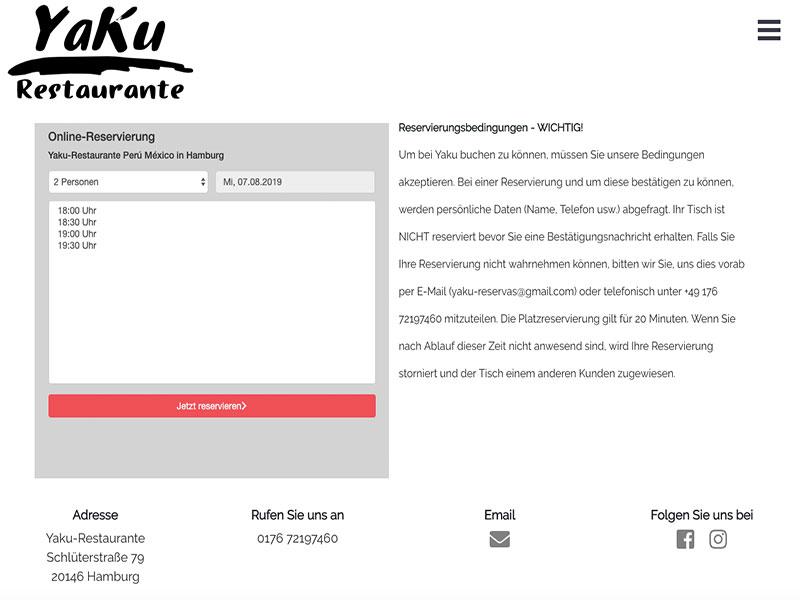 Yaku
Restaurante
Online-Reservierung
Yaku-Restaurante Perú México in Hamburg
2 Personen
Mi, 07.08.2019
18:00 Uhr
18:30 Uhr
19:00 Uhr
19:30 Uhr
Jetzt reservieren
Reservierungsbedingungen - WICHTIG!
Um bei Yaku buchen zu können, müssen Sie unsere Bedingungen
akzeptieren. Bei einer Reservierung und um diese bestätigen zu können,
werden persönliche Daten (Name, Telefon usw.) abgefragt. Ihr Tisch ist
NICHT reserviert bevor Sie eine Bestätigungsnachricht erhalten. Falls Sie
Ihre Reservierung nicht wahrnehmen können, bitten wir Sie, uns dies vorab
per E-Mail (yaku-reservas@gmail.com) oder telefonisch unter +49 176
72197460 mitzuteilen. Die Platzreservierung gilt für 20 Minuten. Wenn Sie
nach Ablauf dieser Zeit nicht anwesend sind, wird Ihre Reservierung
storniert und der Tisch einem anderen Kunden zugewiesen.
Adresse
Yaku-Restaurante
Schlüterstraße 79
20146 Hamburg
Rufen Sie uns an
0176 72197460
Email
Folgen Sie uns bei